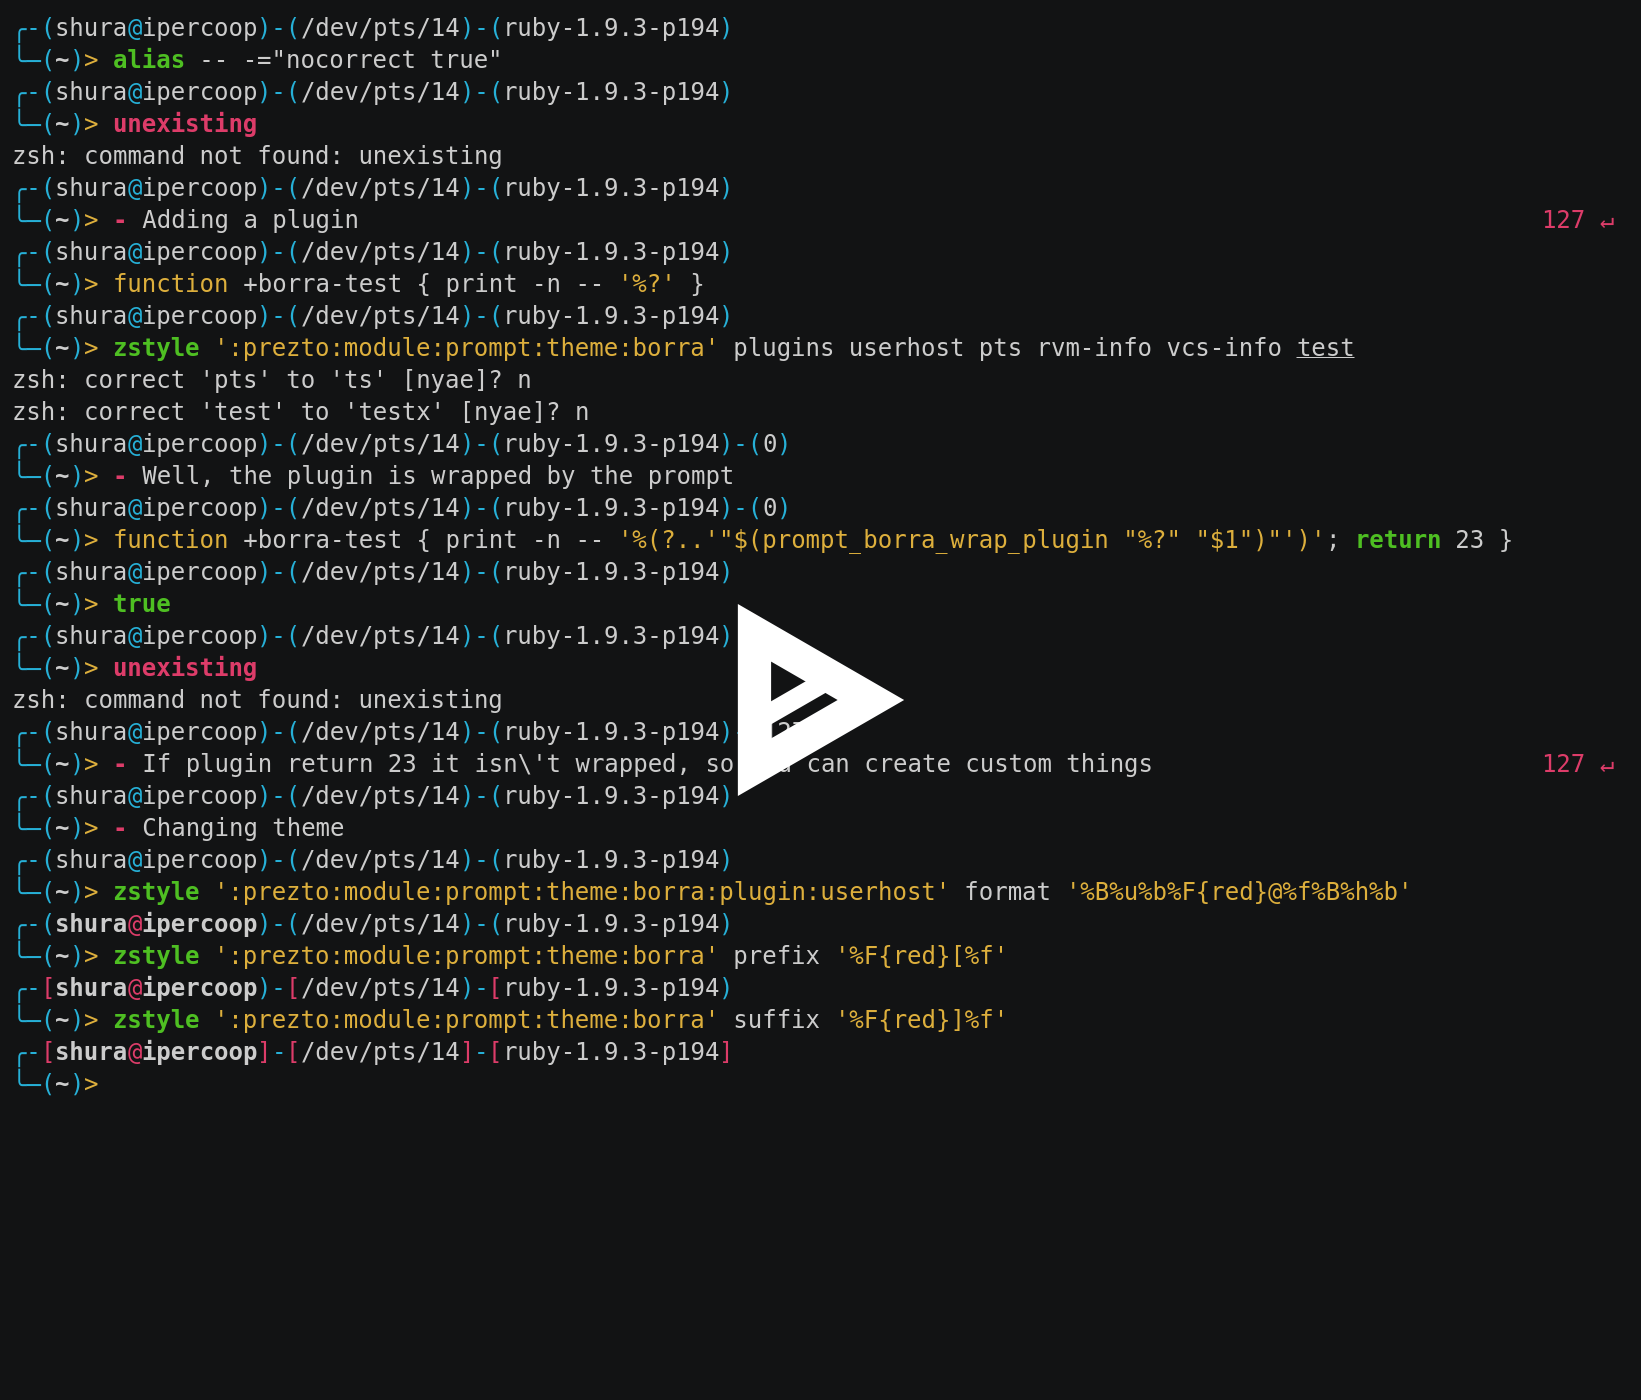 ╭-(shura@ipercoop)-(/dev/pts/14)-(ruby-1.9.3-p194)
╰─(~)> alias -- -="nocorrect true"
╭-(shura@ipercoop)-(/dev/pts/14)-(ruby-1.9.3-p194)
╰─(~)> unexisting
zsh: command not found: unexisting
╭-(shura@ipercoop)-(/dev/pts/14)-(ruby-1.9.3-p194)
╰─(~)> - Adding a plugin 127 ↵
╭-(shura@ipercoop)-(/dev/pts/14)-(ruby-1.9.3-p194)
╰─(~)> function +borra-test { print -n -- '%?' }
╭-(shura@ipercoop)-(/dev/pts/14)-(ruby-1.9.3-p194)
╰─(~)> zstyle ':prezto:module:prompt:theme:borra' plugins userhost pts rvm-info vcs-info test
zsh: correct 'pts' to 'ts' [nyae]? n
zsh: correct 'test' to 'testx' [nyae]? n
╭-(shura@ipercoop)-(/dev/pts/14)-(ruby-1.9.3-p194)-(0)
╰─(~)> - Well, the plugin is wrapped by the prompt
╭-(shura@ipercoop)-(/dev/pts/14)-(ruby-1.9.3-p194)-(0)
╰─(~)> function +borra-test { print -n -- '%(?..'"$(prompt_borra_wrap_plugin "%?" "$1")"')'; return 23 }
╭-(shura@ipercoop)-(/dev/pts/14)-(ruby-1.9.3-p194)
╰─(~)> true
╭-(shura@ipercoop)-(/dev/pts/14)-(ruby-1.9.3-p194)
╰─(~)> unexisting
zsh: command not found: unexisting
╭-(shura@ipercoop)-(/dev/pts/14)-(ruby-1.9.3-p194)
╰─(~)> - If plugin return 23 it isn\'t wrapped, so can create custom things 127 ↵
╭-(shura@ipercoop)-(/dev/pts/14)-(ruby-1.9.3-p194)
╰─(~)> - Changing theme
╭-(shura@ipercoop)-(/dev/pts/14)-(ruby-1.9.3-p194)
╰─(~)> zstyle ':prezto:module:prompt:theme:borra:plugin:userhost' format '%B%u%b%F{red}@%f%B%h%b'
╭-(shura@ipercoop)-(/dev/pts/14)-(ruby-1.9.3-p194)
╰─(~)> zstyle ':prezto:module:prompt:theme:borra' prefix '%F{red}[%f'
╭-[shura@ipercoop)-[/dev/pts/14)-[ruby-1.9.3-p194)
╰─(~)> zstyle ':prezto:module:prompt:theme:borra' suffix '%F{red}]%f'
╭-[shura@ipercoop]-[/dev/pts/14]-[ruby-1.9.3-p194]
╰─(~)>